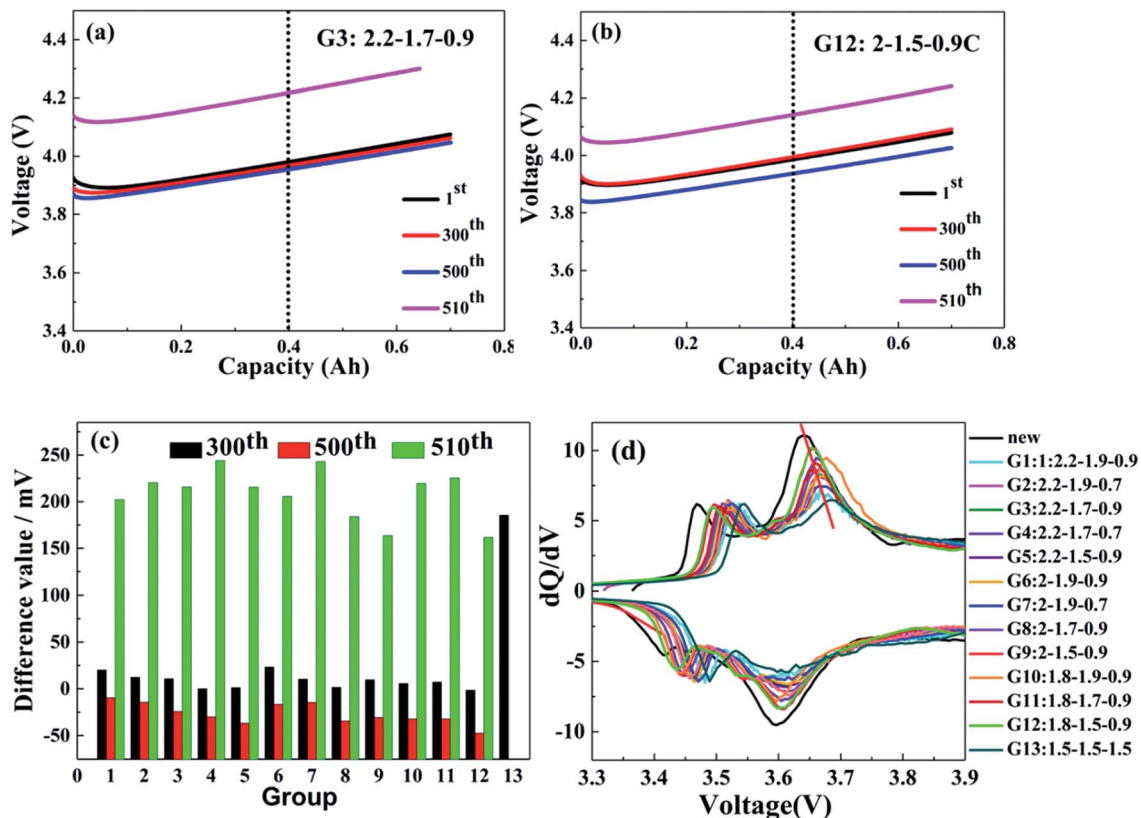 (a)
G3: 2.2-1.7-0.9
4.4
4.2
4.0
3.8
3.6
3.4
Voltage (V)
1st
300th
500th
510th
0.0 0.2 0.4 0.6 0.8
Capacity (Ah)
(b)
G12: 2-1.5-0.9C
4.4
4.2
4.0
3.8
3.6
3.4
Voltage (V)
1st
300th
500th
510th
0.0 0.2 0.4 0.6 0.8
Capacity (Ah)
(c)
300th 500th 510th
250
200
150
100
50
0
-50
Difference value / mV
0 1 2 3 4 5 6 7 8 9 10 11 12 13
Group
(d)
10
5
0
-5
-10
dQ/dV
3.3 3.4 3.5 3.6 3.7 3.8 3.9
Voltage(V)
new
G1:1:2.2-1.9-0.9
G2:2.2-1.9-0.7
G3:2.2-1.7-0.9
G4:2.2-1.7-0.7
G5:2.2-1.5-0.9
G6:2-1.9-0.9
G7:2-1.9-0.7
G8:2-1.7-0.9
G9:2-1.5-0.9
G10:1.8-1.9-0.9
G11:1.8-1.7-0.9
G12:1.8-1.5-0.9
G13:1.5-1.5-1.5